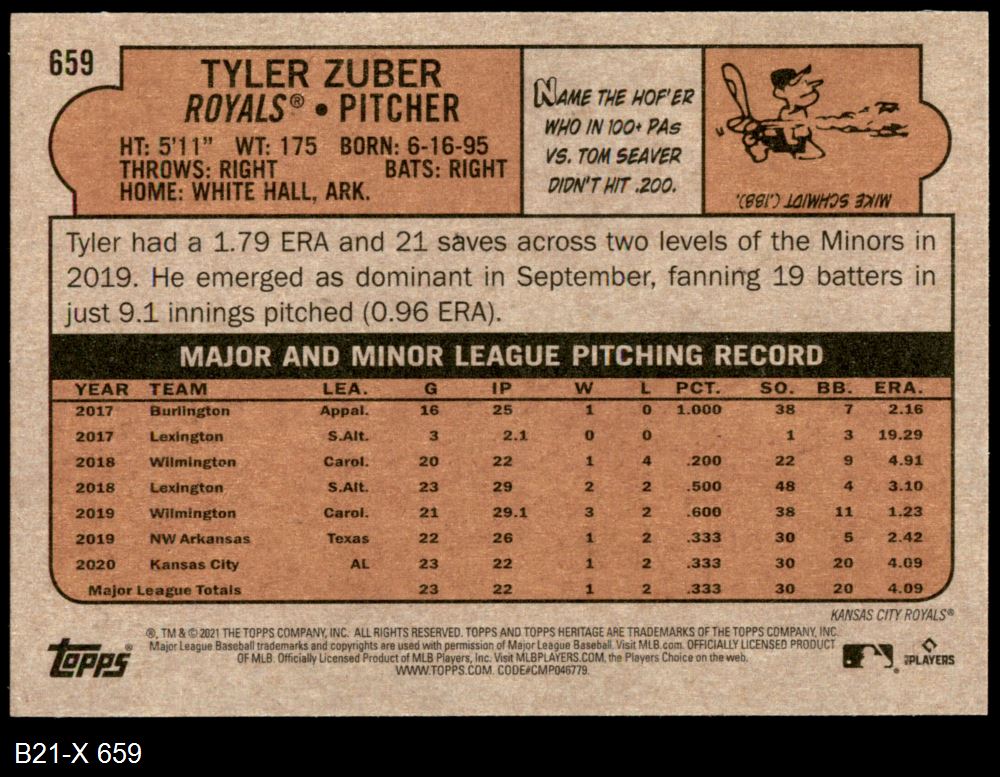 659
TYLER ZUBER
ROYALS® • PITCHER
HT: 5'11" WT: 175 BORN: 6-16-95
THROWS: RIGHT BATS: RIGHT
HOME: WHITE HALL, ARK.
NAME THE HOF'ER
WHO IN 100+ PAs
VS. TOM SEAVER
DIDN'T HIT .200.
MIKE SCHMIDT (.188).
Tyler had a 1.79 ERA and 21 saves across two levels of the Minors in
2019. He emerged as dominant in September, fanning 19 batters in
just 9.1 innings pitched (0.96 ERA).
MAJOR AND MINOR LEAGUE PITCHING RECORD
YEAR TEAM LEA. G IP W L PCT. SO. BB. ERA.
2017 Burlington Appal. 16 25 1 0 1.000 38 7 2.16
2017 Lexington S.Alt. 3 2.1 0 0 1 3 19.29
2018 Wilmington Carol. 20 22 1 4 .200 22 9 4.91
2018 Lexington S.Alt. 23 29 2 2 .500 48 4 3.10
2019 Wilmington Carol. 21 29.1 3 2 .600 38 11 1.23
2019 NW Arkansas Texas 22 26 1 2 .333 30 5 2.42
2020 Kansas City AL 23 22 1 2 .333 30 20 4.09
Major League Totals 23 22 1 2 .333 30 20 4.09
KANSAS CITY ROYALS®
®, TM & © 2021 THE TOPPS COMPANY, INC. ALL RIGHTS RESERVED. TOPPS AND TOPPS HERITAGE ARE TRADEMARKS OF THE TOPPS COMPANY, INC.
Major League Baseball trademarks and copyrights are used with permission of Major League Baseball. Visit MLB.com. OFFICIALLY LICENSED PRODUCT
OF MLB. Officially Licensed Product of MLB Players, Inc. Visit MLBPLAYERS.COM, the Players Choice on the web.
WWW.TOPPS.COM. CODE#CMP046779.
topps®
MLBPLAYERS
B21-X 659